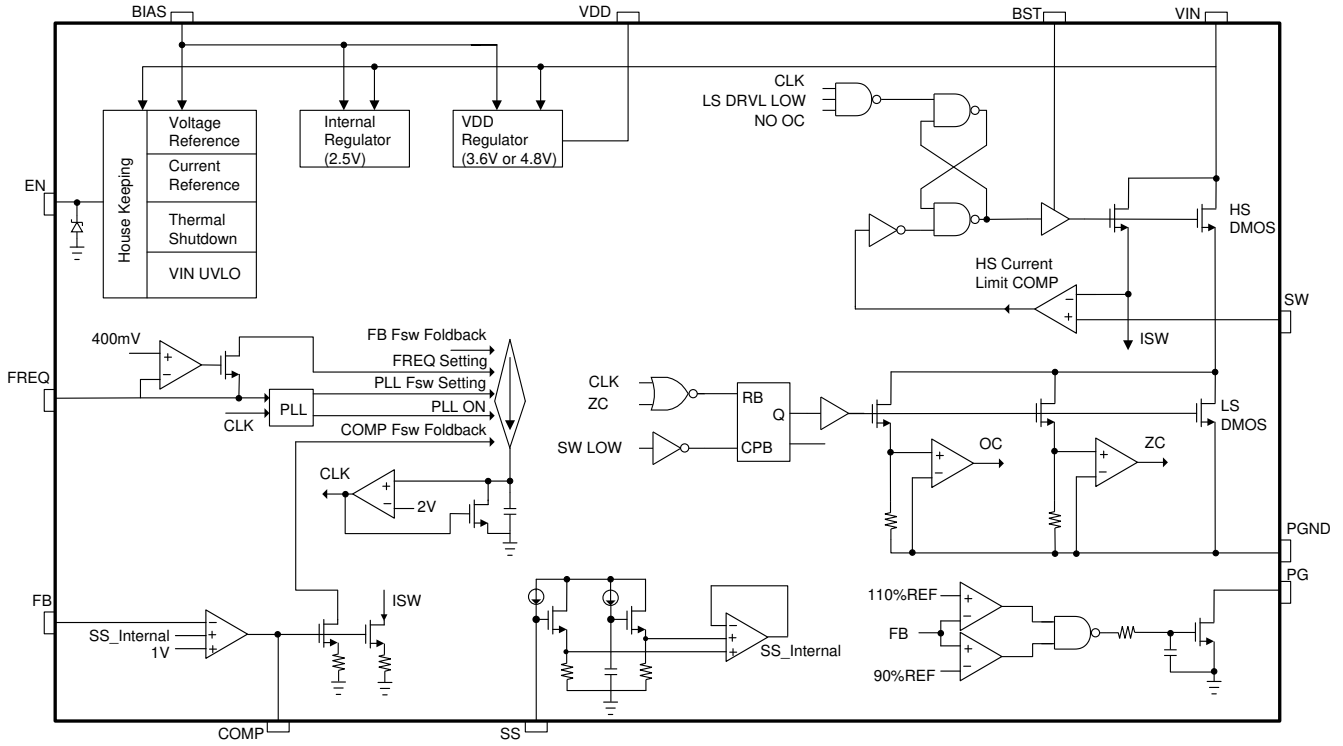 BIAS
VDD
BST
VIN
CLK
LS DRVL LOW
NO OC
House Keeping
Voltage
Reference
Current
Reference
Thermal
Shutdown
VIN UVLO
Internal
Regulator
(2.5V)
VDD
Regulator
(3.6V or 4.8V)
EN
HS
DMOS
HS Current
Limit COMP
−
+
SW
ISW
400mV
+
−
FREQ
PLL
CLK
FB Fsw Foldback
FREQ Setting
PLL Fsw Setting
PLL ON
COMP Fsw Foldback
CLK
+
−
2V
CLK
ZC
SW LOW
RB
Q
CPB
LS
DMOS
+
−
OC
+
−
ZC
PGND
PG
FB
SS_Internal
1V
−
+
+
ISW
COMP
SS
−
+
+
SS_Internal
110%REF
FB
90%REF
+
−
+
−